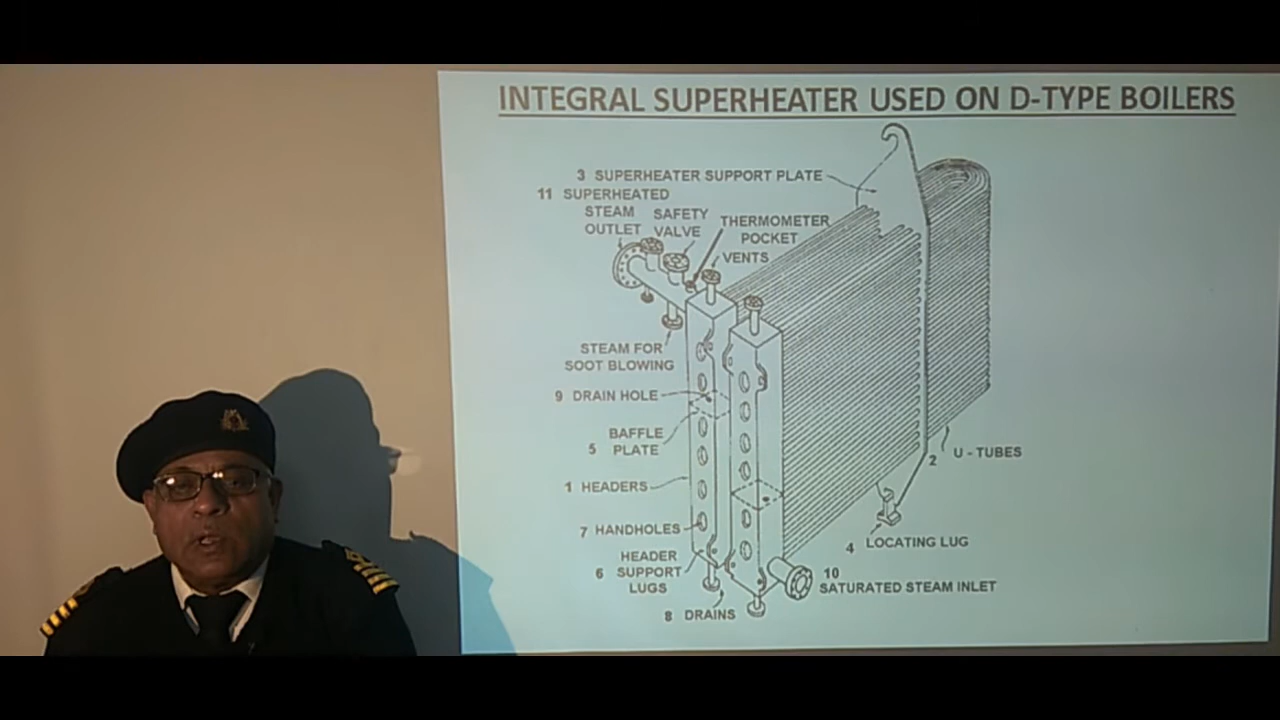 INTEGRAL SUPERHEATER USED ON D-TYPE BOILERS
3 SUPERHEATER SUPPORT PLATE
11 SUPERHEATED
STEAM
OUTLET
SAFETY
VALVE
THERMOMETER
POCKET
VENTS
STEAM FOR
SOOT BLOWING
9 DRAIN HOLE
BAFFLE
5 PLATE
1 HEADERS
7 HANDHOLES
HEADER
6 SUPPORT
LUGS
8 DRAINS
2 U - TUBES
4 LOCATING LUG
10
SATURATED STEAM INLET